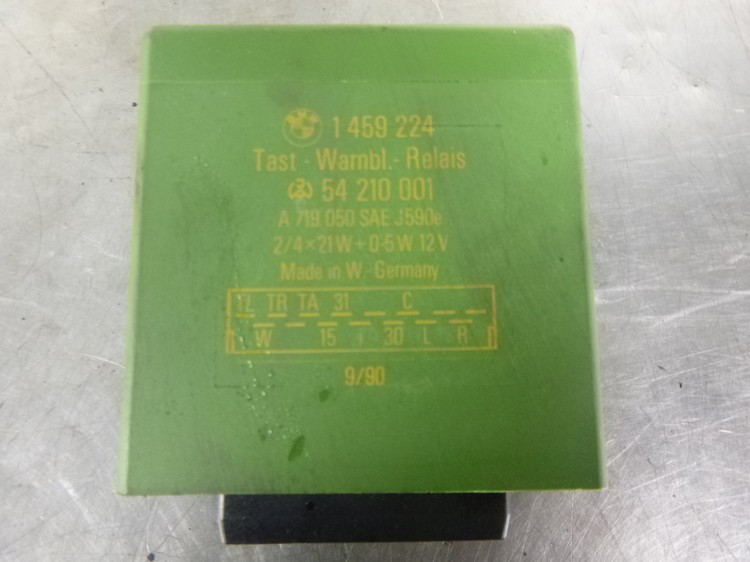 1 459 224
Tast - Warnbl.- Relais
54 210 001
A 719 050 SAE J590e
2/4 x 21W + 0-5W 12V
Made in W.-Germany
TL TR TA 31 C
W 15 30 L R
9/90